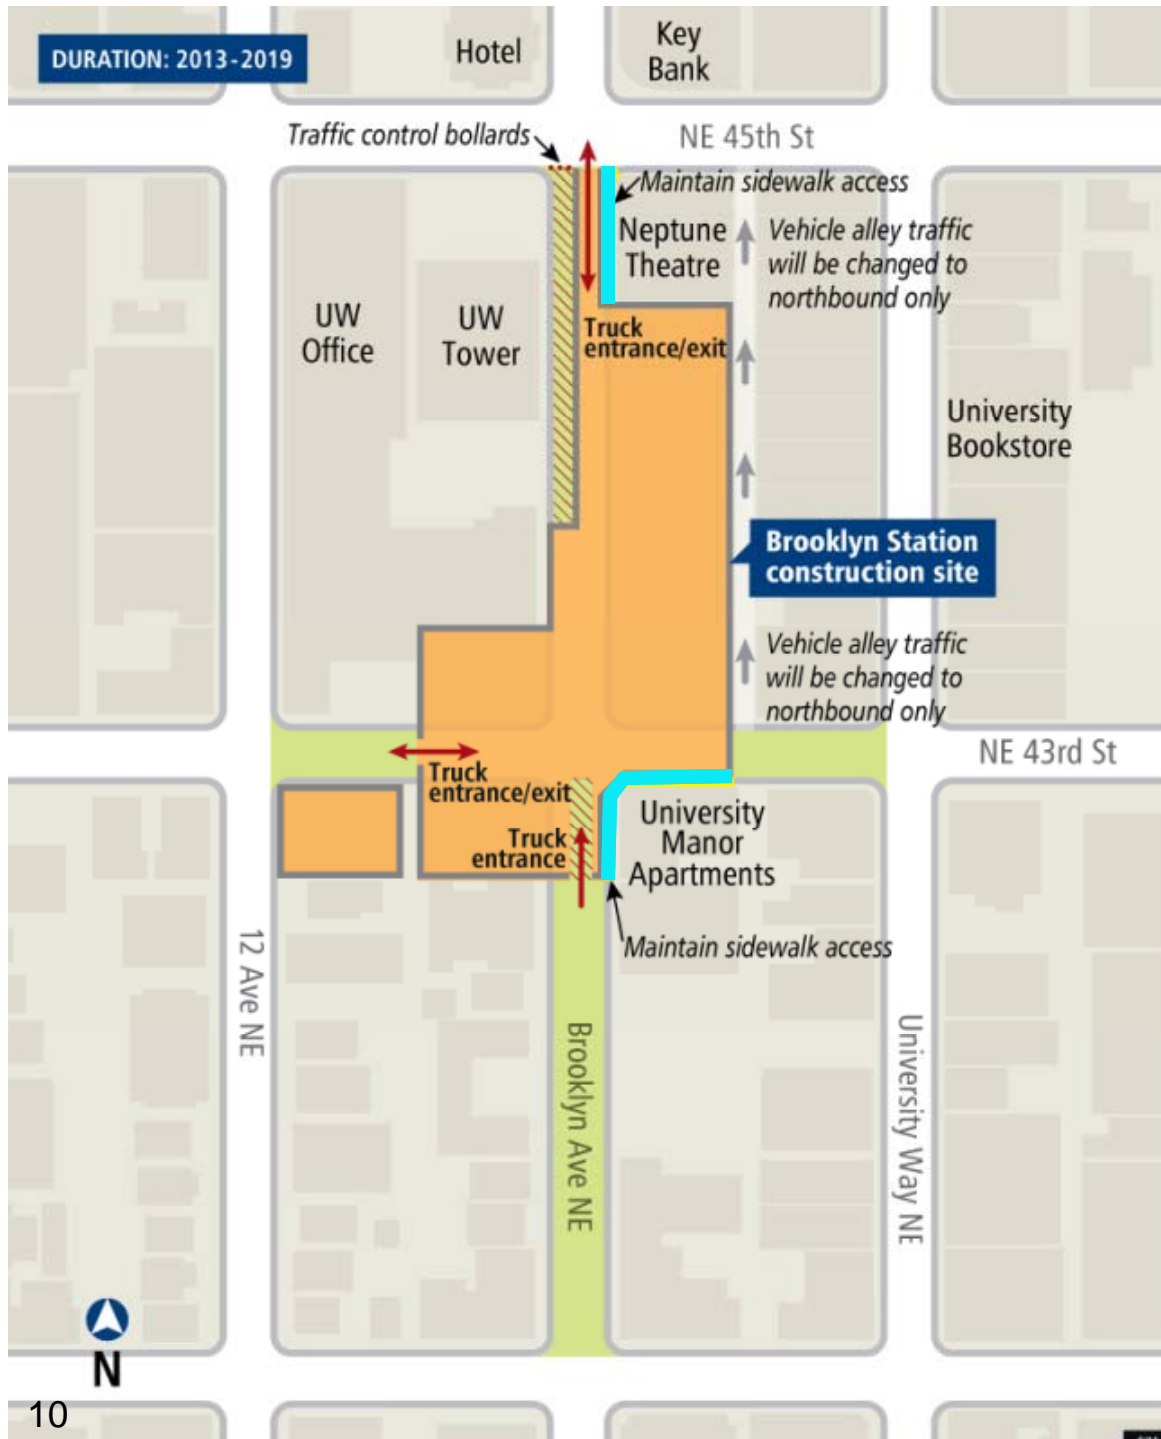 DURATION: 2013-2019
Hotel
Key
Bank
Traffic control bollards
NE 45th St
Maintain sidewalk access
Neptune
Theatre
Vehicle alley traffic
will be changed to
northbound only
UW
Office
UW
Tower
Truck
entrance/exit
University
Bookstore
Brooklyn Station
construction site
Vehicle alley traffic
will be changed to
northbound only
NE 43rd St
Truck
entrance/exit
Truck
entrance
University
Manor
Apartments
Maintain sidewalk access
12 Ave NE
Brooklyn Ave NE
University Way NE
N
10